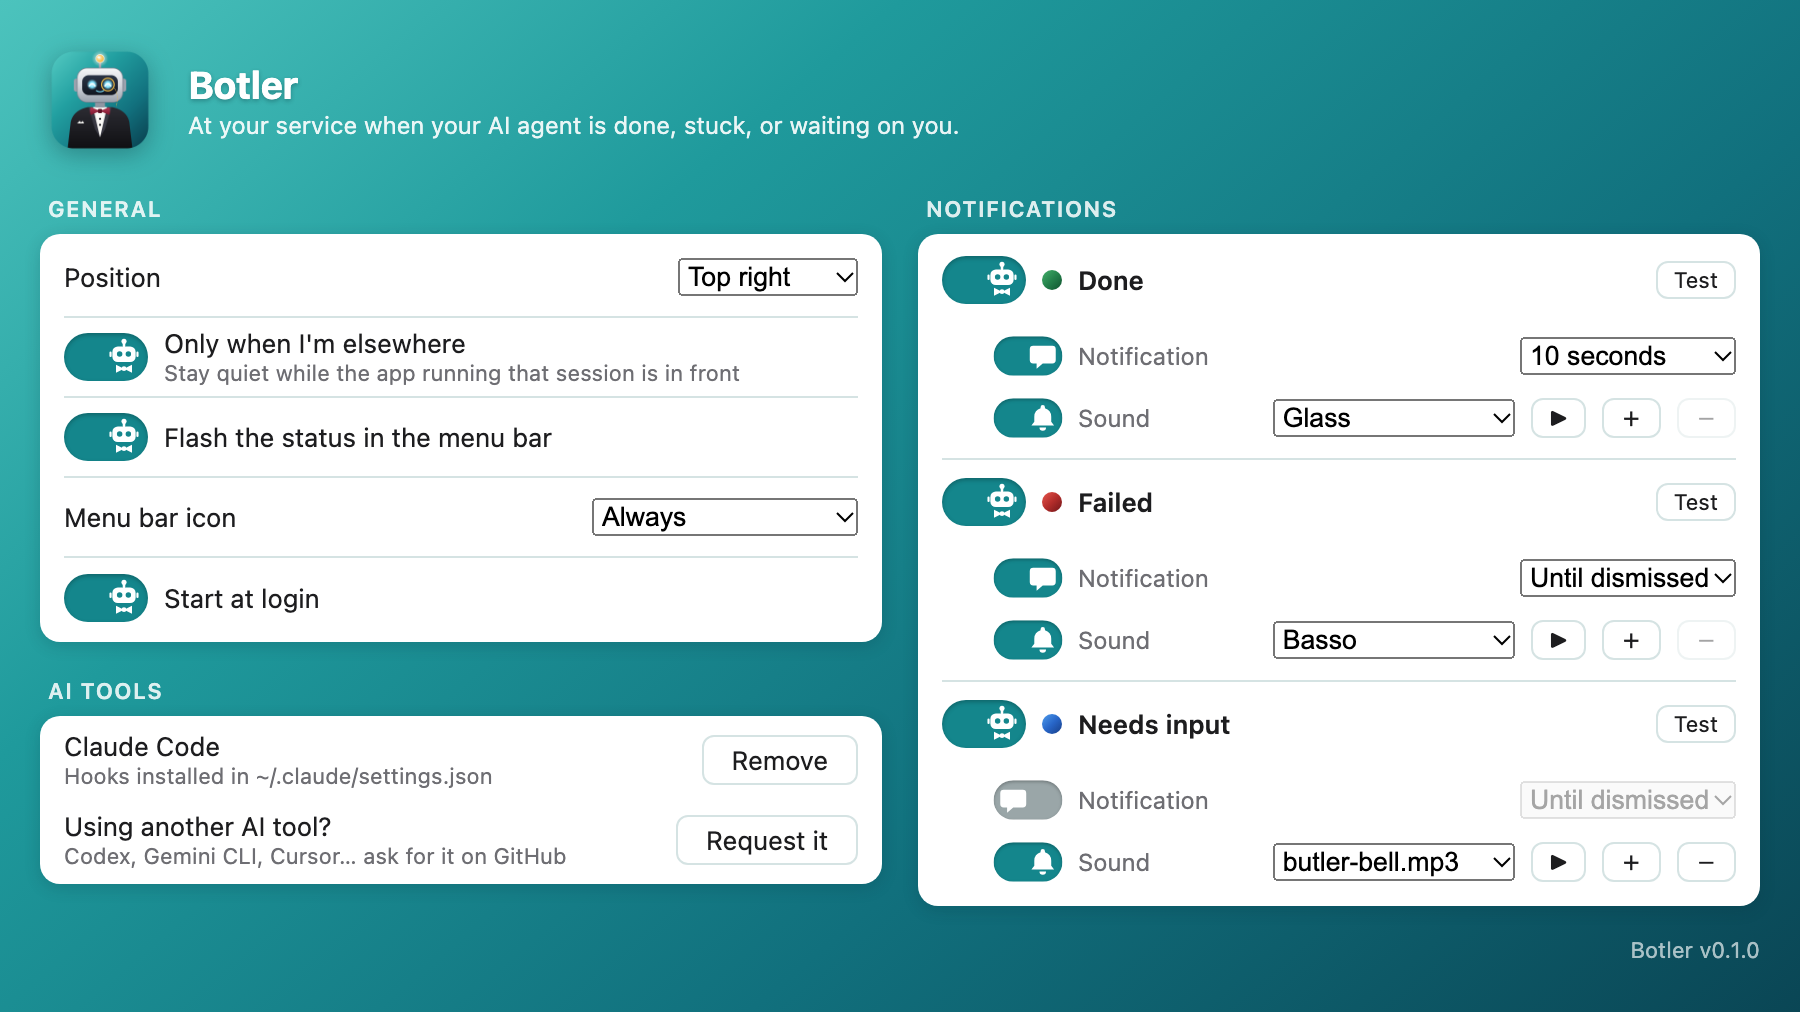 Botler
At your service when your AI agent is done, stuck, or waiting on you.
GENERAL
Position
Top right
Only when I'm elsewhere
Stay quiet while the app running that session is in front
Flash the status in the menu bar
Menu bar icon
Always
Start at login
AI TOOLS
Claude Code
Hooks installed in ~/.claude/settings.json
Remove
Using another AI tool?
Codex, Gemini CLI, Cursor... ask for it on GitHub
Request it
NOTIFICATIONS
Done
Test
Notification
10 seconds
Sound
Glass
+
−
Failed
Test
Notification
Until dismissed
Sound
Basso
+
−
Needs input
Test
Notification
Until dismissed
Sound
butler-bell.mp3
+
−
Botler v0.1.0